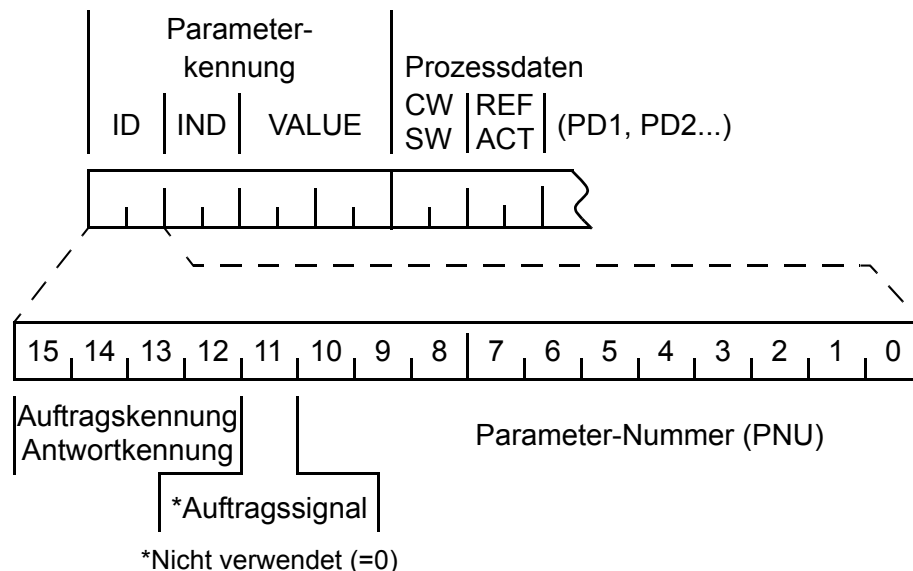 Parameter-
kennung
Prozessdaten
ID IND VALUE CW REF (PD1, PD2...)
SW ACT
15 14 13 12 11 10 9 8 7 6 5 4 3 2 1 0
Auftragskennung
Antwortkennung
Parameter-Nummer (PNU)
*Auftragssignal
*Nicht verwendet (=0)